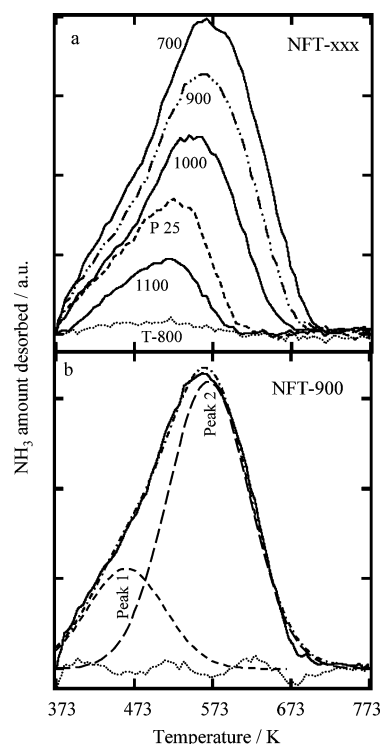 a
NFT-xxx
700
900
1000
P 25
1100
T-800
NH3 amount desorbed / a.u.
b
NFT-900
Peak 1
Peak 2
373 473 573 673 773
Temperature / K